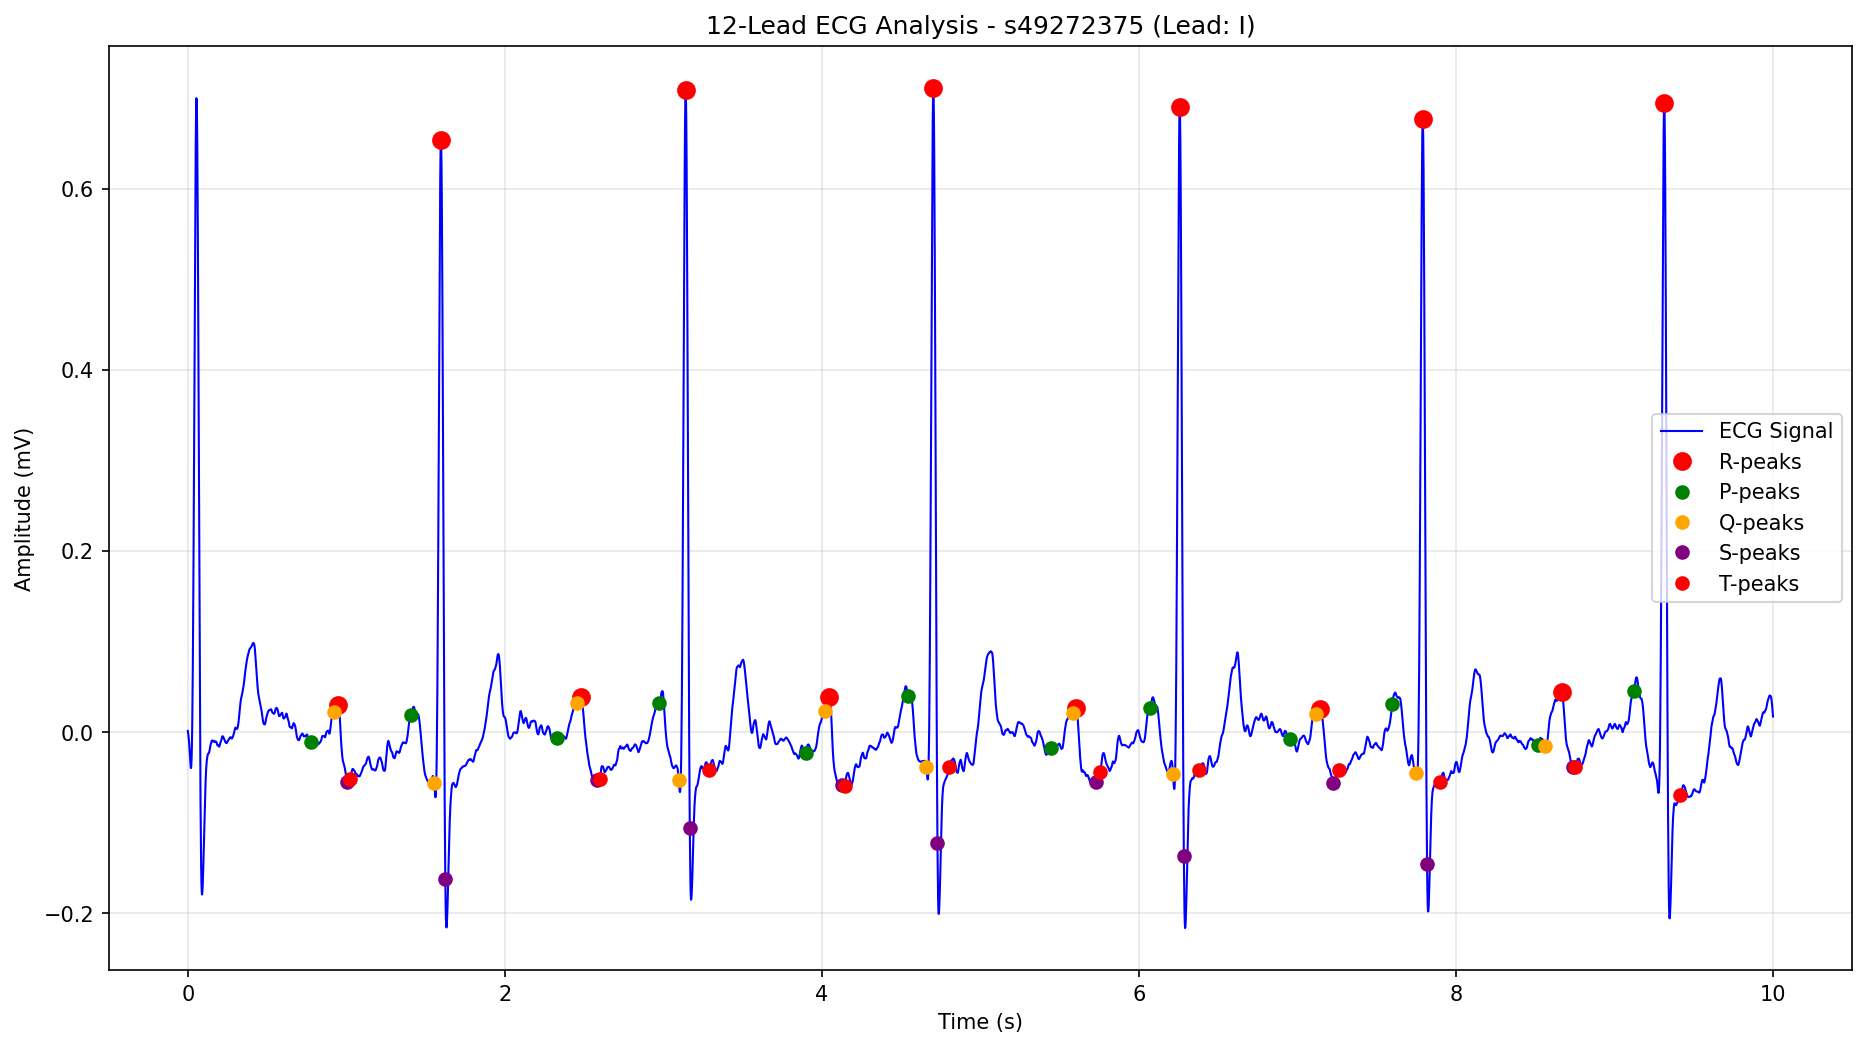 12-Lead ECG Analysis - s49272375 (Lead: I)
Amplitude (mV)
0.6
0.4
0.2
0.0
−0.2
0 2 4 6 8 10
Time (s)
ECG Signal
R-peaks
P-peaks
Q-peaks
S-peaks
T-peaks